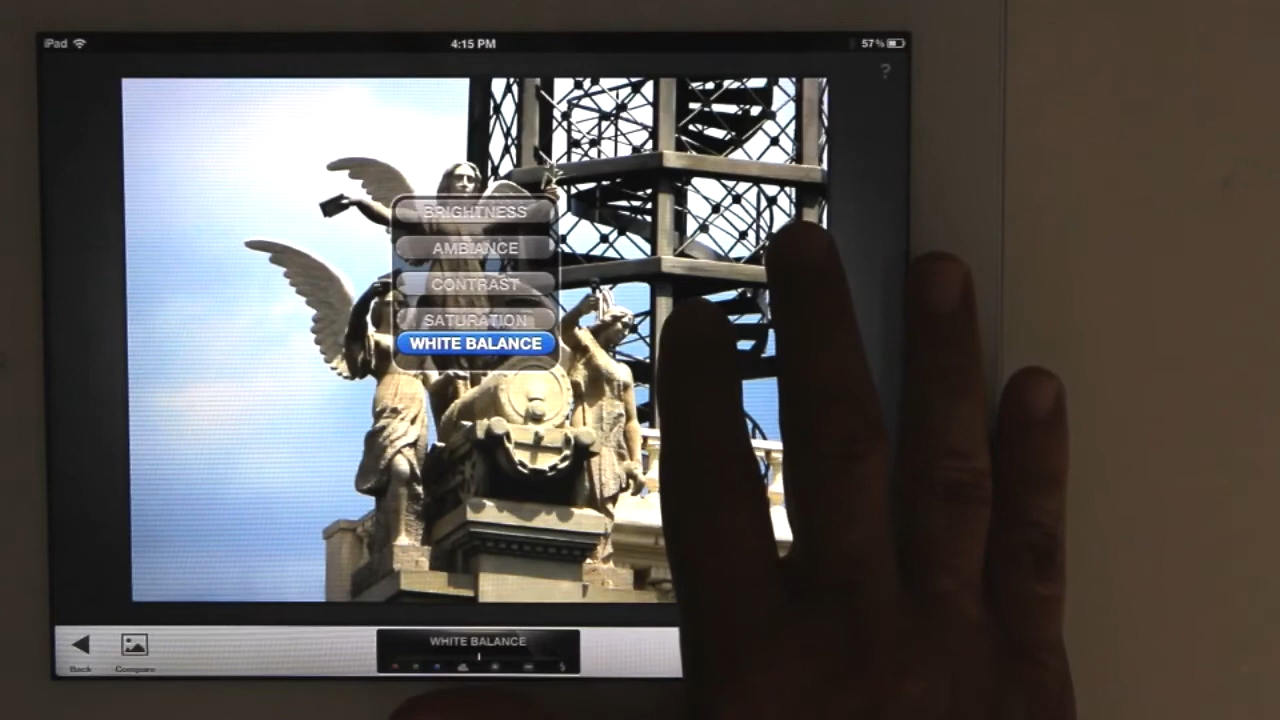 iPad
4:15 PM
57%
?
BRIGHTNESS
AMBIANCE
CONTRAST
SATURATION
WHITE BALANCE
WHITE BALANCE
Back
Compare